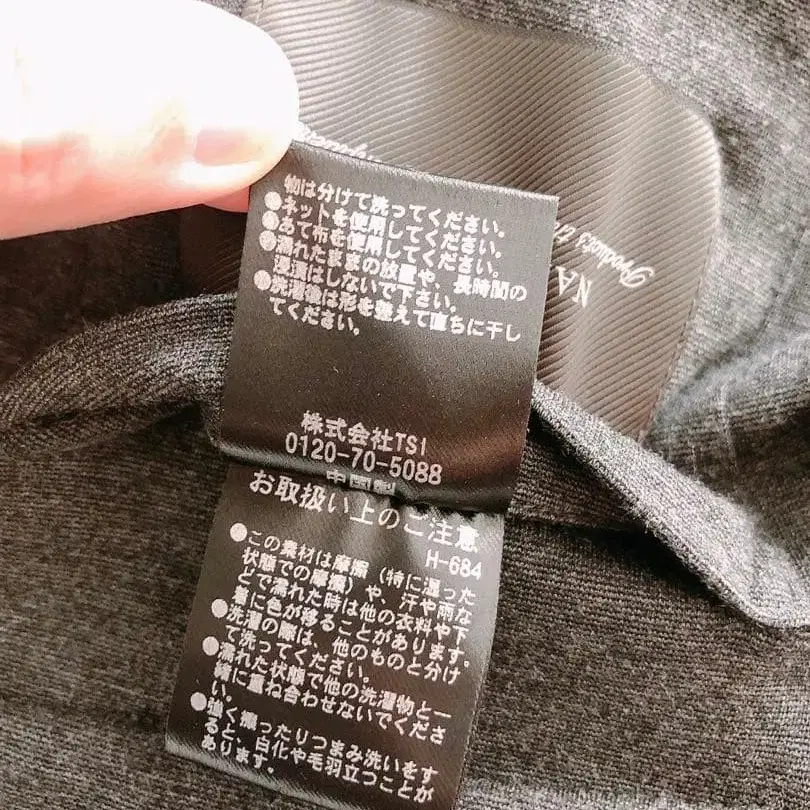 物は分けて洗ってください。
●ネットを使用してください。
●あて布を使用してください。
●濡れたままの放置や、長時間の
浸漬はしないで下さい。
●洗濯後は形を整えて直ちに干し
てください。
株式会社TSI
0120-70-5088
中国製
お取扱い上のご注意
H-684
●この素材は摩擦（特に湿った
状態での摩擦）や、汗や雨な
どで濡れた時は他の衣料や下
着に色が移ることがあります。
●洗濯の際は、他のものと分け
て洗ってください。
●濡れた状態で他の洗濯物と一
緒に重ね合わせないでくださ
い。
●強く擦ったりつまみ洗いをす
ると、白化や毛羽立つことが
あります。
NA
Products